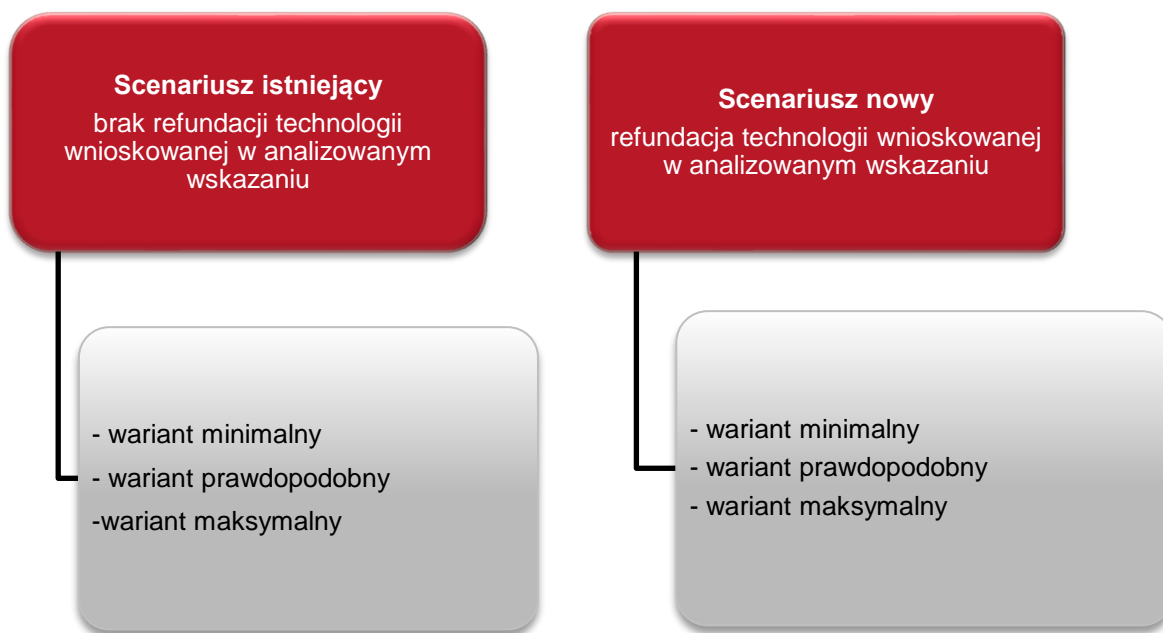 Scenariusz istniejący
brak refundacji technologii
wnioskowanej w analizowanym
wskazaniu
- wariant minimalny
- wariant prawdopodobny
-wariant maksymalny
Scenariusz nowy
refundacja technologii wnioskowanej
w analizowanym wskazaniu
- wariant minimalny
- wariant prawdopodobny
- wariant maksymalny